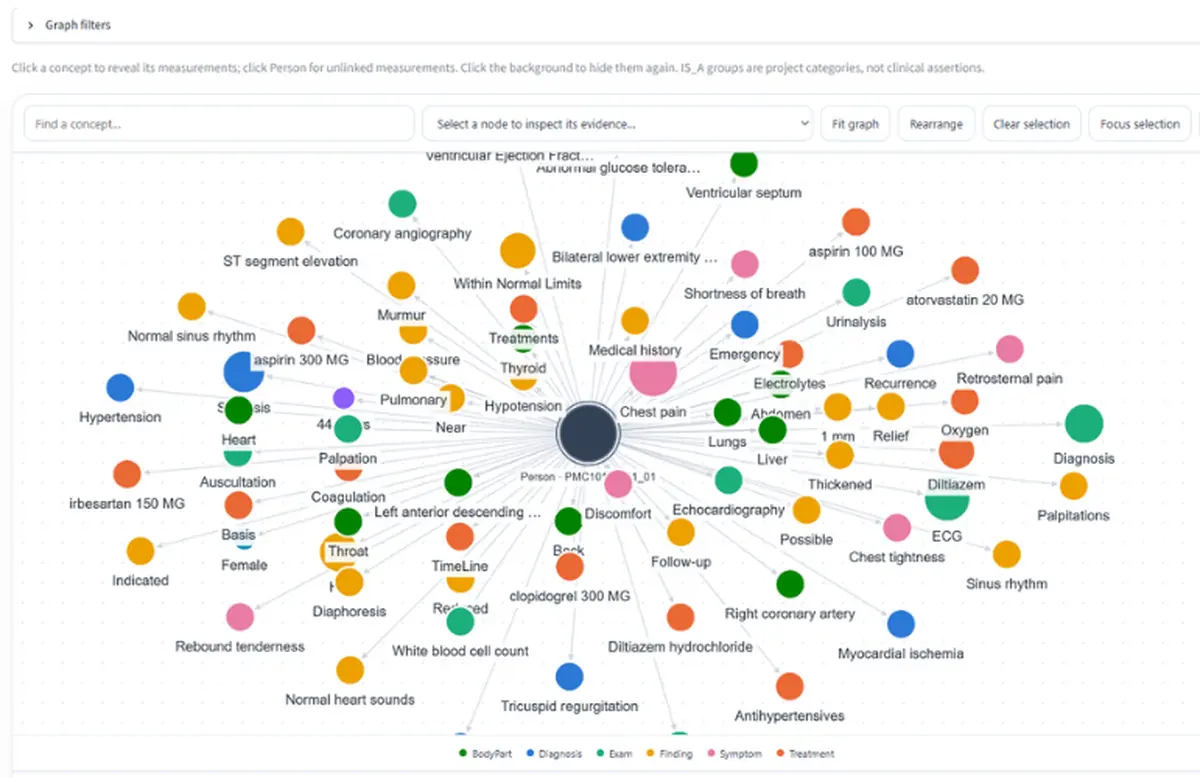 Graph filters
Click a concept to reveal its measurements; click Person for unlinked measurements. Click the background to hide them again. IS_A groups are project categories, not clinical assertions.
Find a concept...
Select a node to inspect its evidence...
Fit graph
Rearrange
Clear selection
Focus selection
Ventricular Ejection Fract...
Abnormal glucose tolera...
Ventricular septum
Coronary angiography
ST segment elevation
Bilateral lower extremity ...
aspirin 100 MG
Within Normal Limits
Shortness of breath
atorvastatin 20 MG
Murmur
Urinalysis
Normal sinus rhythm
Treatments
Medical history
Emergency
aspirin 300 MG
Blood
Thyroid
Electrolytes
Recurrence
Retrosternal pain
Pulmonary
Hypotension
Chest pain
Abdomen
Hypertension
44
Near
Lungs
1 mm
Relief
Oxygen
Heart
Palpation
Liver
Diagnosis
Auscultation
Person - 
Thickened
Diltiazem
irbesartan 150 MG
Coagulation
Left anterior descending ...
Discomfort
Echocardiography
Palpitations
Basis
Possible
ECG
Female
Throat
TimeLine
Back
Follow-up
Chest tightness
Indicated
Sinus rhythm
Diaphoresis
clopidogrel 300 MG
Right coronary artery
Rebound tenderness
White blood cell count
Diltiazem hydrochloride
Myocardial ischemia
Normal heart sounds
Tricuspid regurgitation
Antihypertensives
BodyPart
Diagnosis
Exam
Finding
Symptom
Treatment